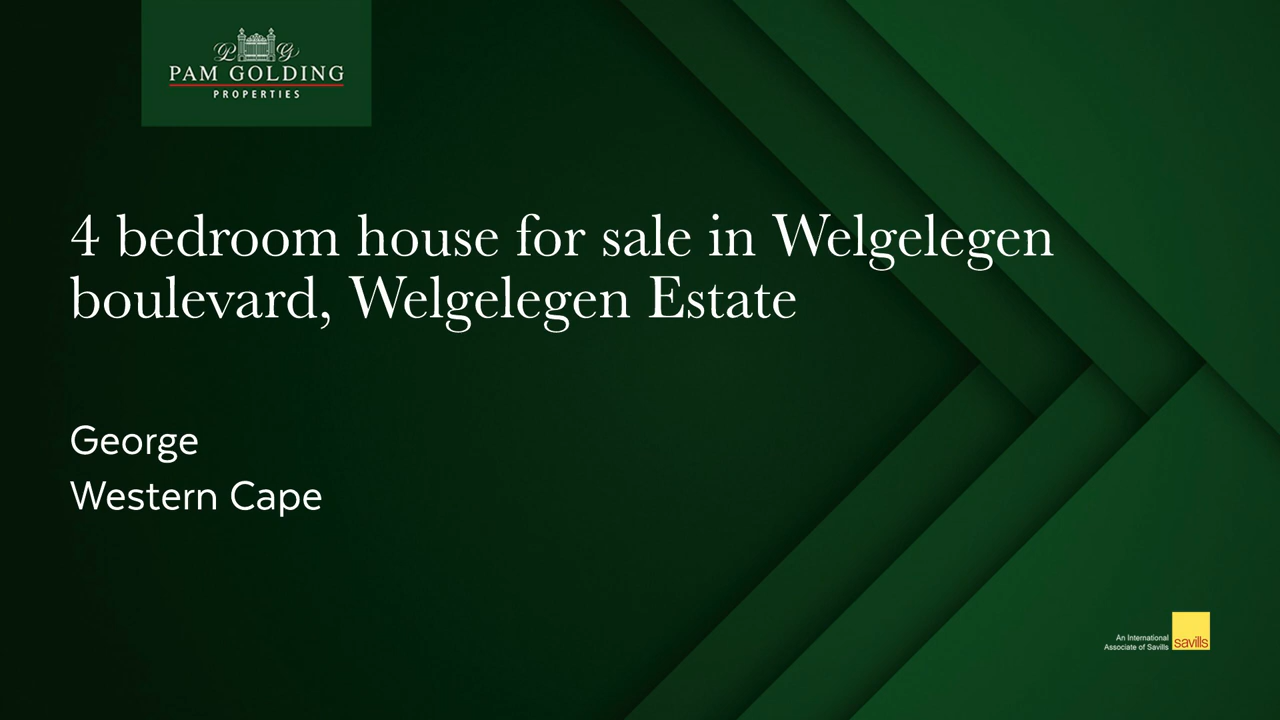 P G
PAM GOLDING
PROPERTIES
4 bedroom house for sale in Welgelegen
boulevard, Welgelegen Estate
George
Western Cape
An International
Associate of Savills
savills